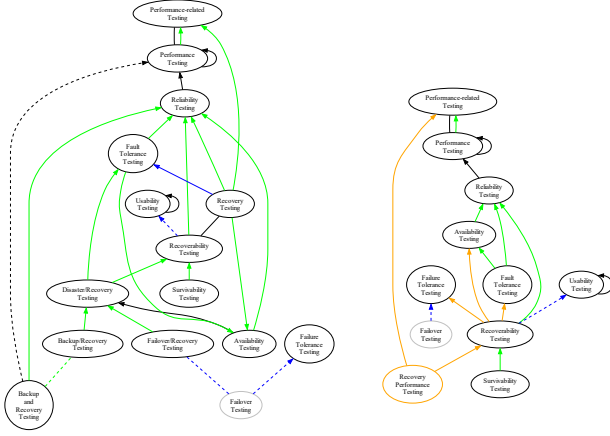 Performance-related
Testing
Performance
Testing
Reliability
Testing
Fault
Tolerance
Testing
Usability
Testing
Recovery
Testing
Recoverability
Testing
Disaster/Recovery
Testing
Survivability
Testing
Backup/Recovery
Testing
Failover/Recovery
Testing
Availability
Testing
Failure
Tolerance
Testing
Backup
and
Recovery
Testing
Failover
Testing
Performance-related
Testing
Performance
Testing
Reliability
Testing
Availability
Testing
Failure
Tolerance
Testing
Fault
Tolerance
Testing
Usability
Testing
Failover
Testing
Recoverability
Testing
Recovery
Performance
Testing
Survivability
Testing